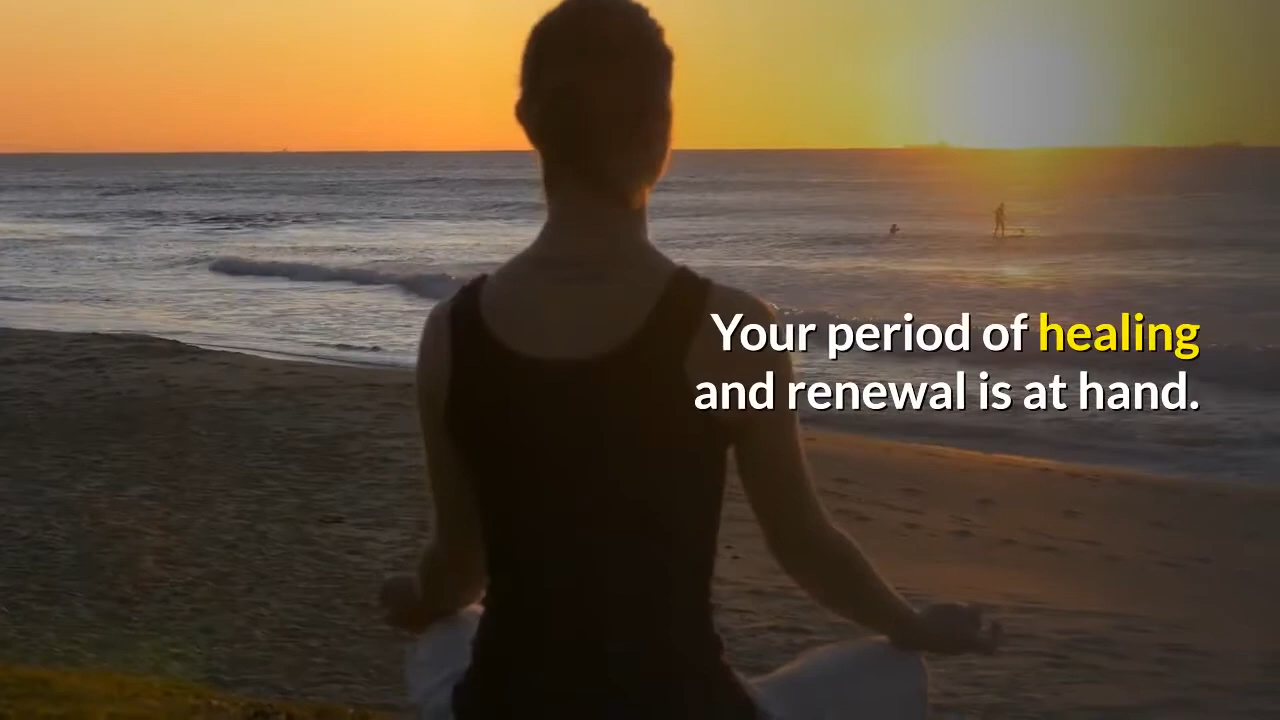 Your period of healing
and renewal is at hand.